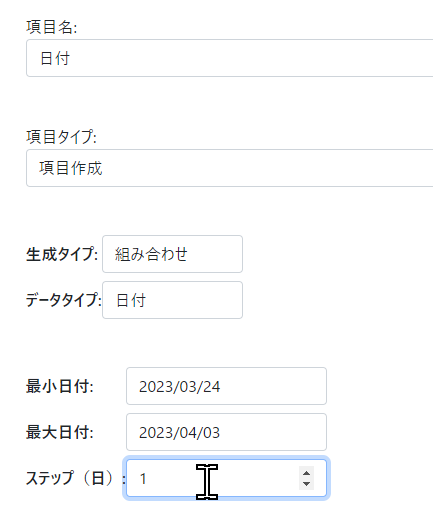 項目名:
日付
項目タイプ:
項目作成
生成タイプ: 組み合わせ
データタイプ: 日付
最小日付: 2023/03/24
最大日付: 2023/04/03
ステップ（日）: 1